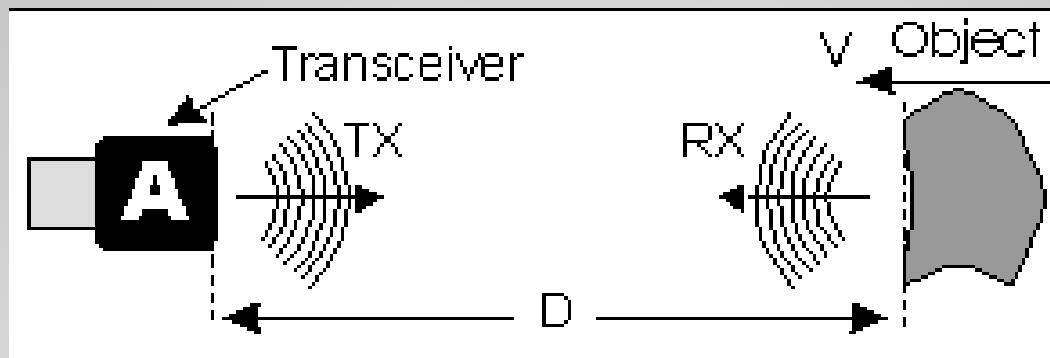 Transceiver
V Object
TX
RX
A
D